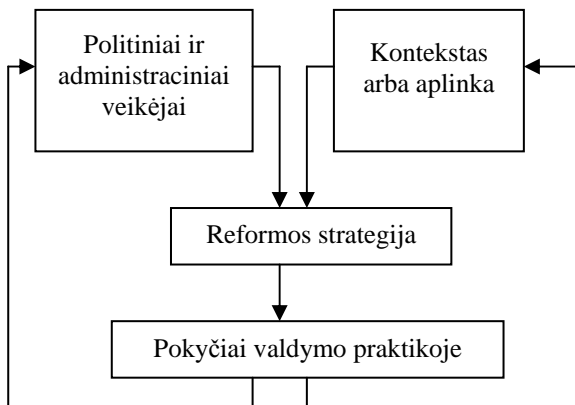 Politiniai ir
administraciniai
veikėjai
Kontekstas
arba aplinka
Reformos strategija
Pokyčiai valdymo praktikoje